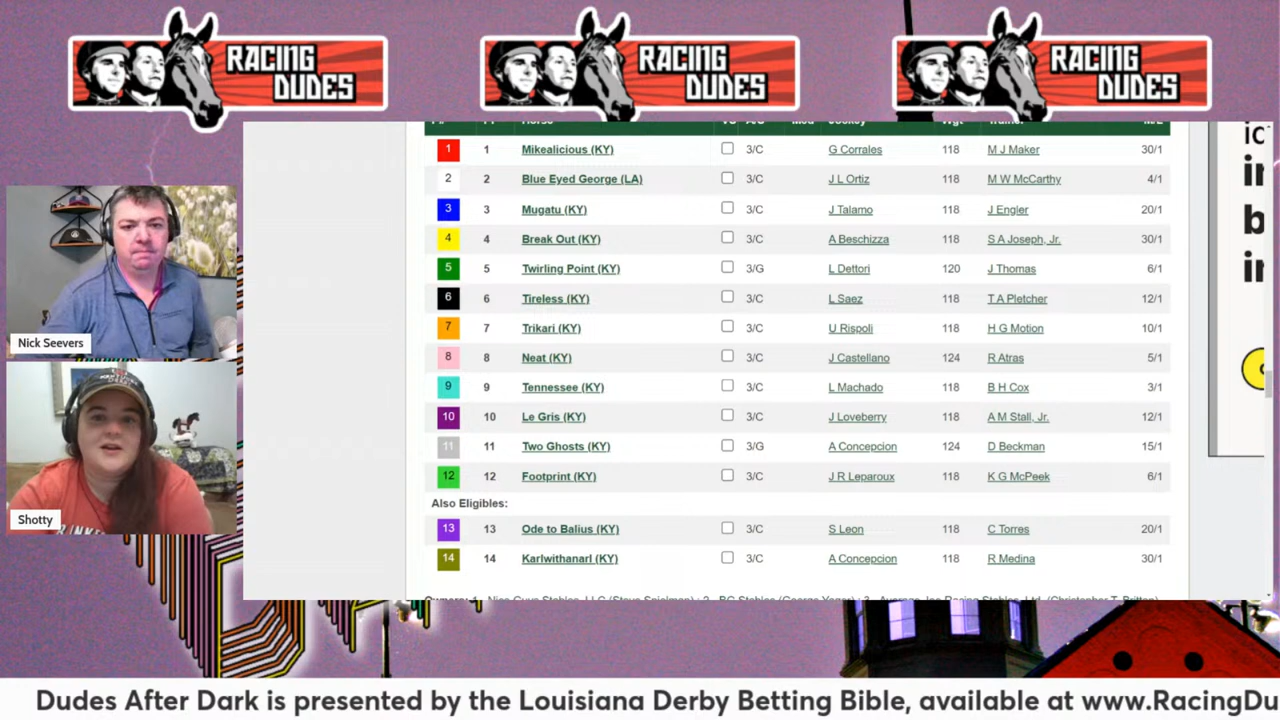 RACING
DUDES
RACING
DUDES
RACING
DUDES
1 1 Mikealicious (KY) 3/C G Corrales 118 M J Maker 30/1
2 2 Blue Eyed George (LA) 3/C J L Ortiz 118 M W McCarthy 4/1
3 3 Mugatu (KY) 3/C J Talamo 118 J Engler 20/1
4 4 Break Out (KY) 3/C A Beschizza 118 S A Joseph, Jr. 30/1
5 5 Twirling Point (KY) 3/G L Dettori 120 J Thomas 6/1
6 6 Tireless (KY) 3/C L Saez 118 T A Pletcher 12/1
7 7 Trikari (KY) 3/C U Rispoli 118 H G Motion 10/1
8 8 Neat (KY) 3/C J Castellano 124 R Atras 5/1
9 9 Tennessee (KY) 3/C L Machado 118 B H Cox 3/1
10 10 Le Gris (KY) 3/C J Loveberry 118 A M Stall, Jr. 12/1
11 11 Two Ghosts (KY) 3/G A Concepcion 124 D Beckman 15/1
12 12 Footprint (KY) 3/C J R Leparoux 118 K G McPeek 6/1
Also Eligibles:
13 13 Ode to Balius (KY) 3/C S Leon 118 C Torres 20/1
14 14 Karlwithanarl (KY) 3/C A Concepcion 118 R Medina 30/1
Nick Seevers
Shotty
Dudes After Dark is presented by the Louisiana Derby Betting Bible, available at www.RacingDu